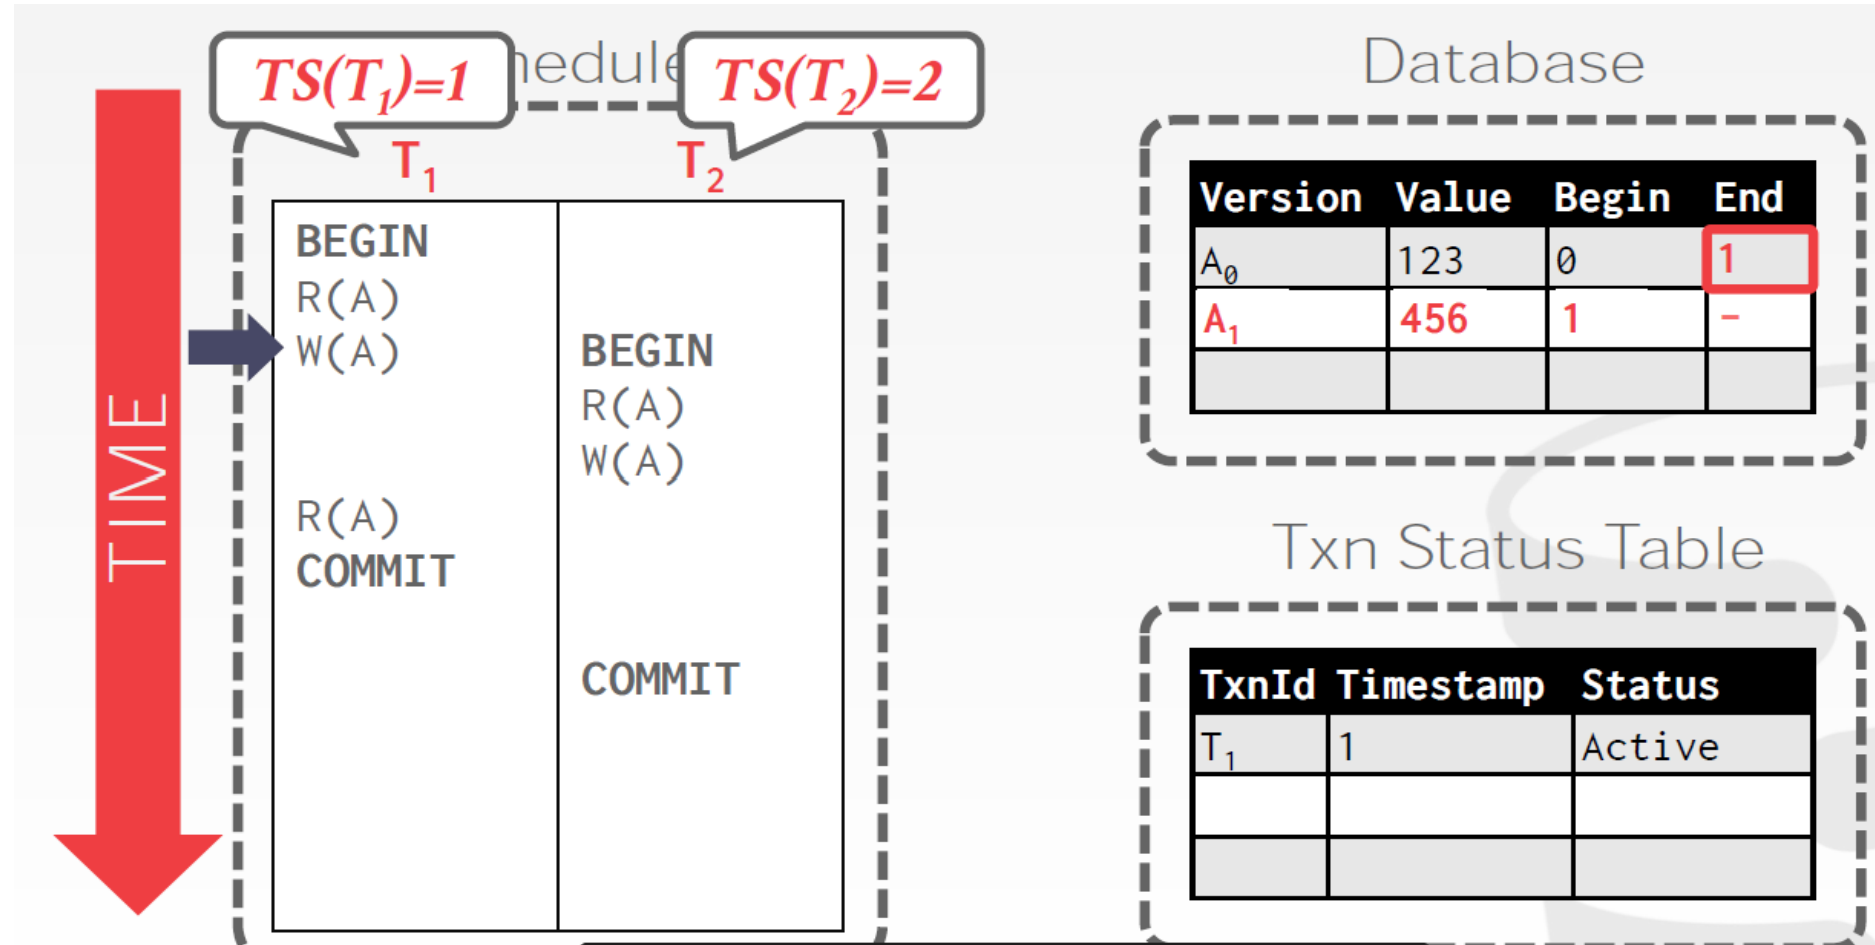 TS(T1)=1
hedule
TS(T2)=2
T1
T2
TIME
BEGIN
R(A)
W(A)
R(A)
COMMIT
BEGIN
R(A)
W(A)
COMMIT
Database
Version Value Begin End
A0 123 0 1
A1 456 1 -
Txn Status Table
TxnId Timestamp Status
T1 1 Active